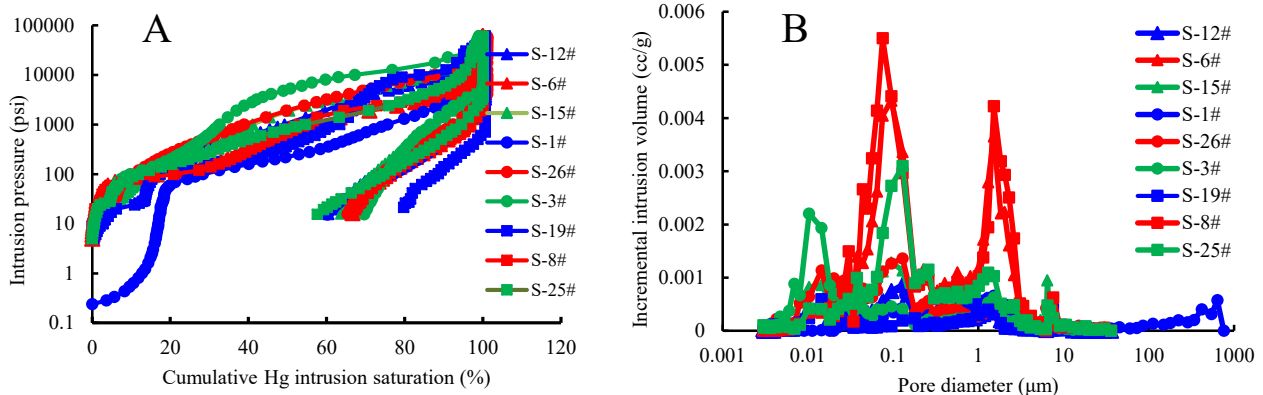 A
Intrusion pressure (psi)
100000
10000
1000
100
10
1
0.1
0
20
40
60
80
100
120
Cumulative Hg intrusion saturation (%)
S-12#
S-6#
S-15#
S-1#
S-26#
S-3#
S-19#
S-8#
S-25#
B
Incremental intrusion volume (cc/g)
0.006
0.005
0.004
0.003
0.002
0.001
0
0.001
0.01
0.1
1
10
100
1000
Pore diameter (μm)
S-12#
S-6#
S-15#
S-1#
S-26#
S-3#
S-19#
S-8#
S-25#